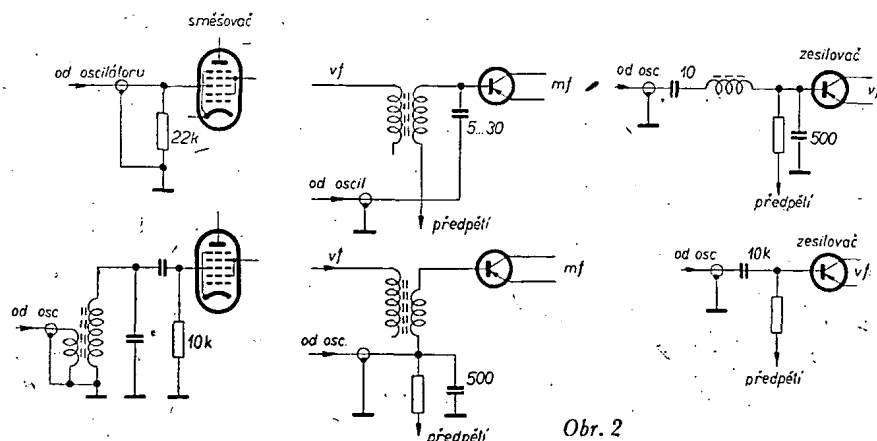 směšovač
od oscilátoru
22k
vf
mf
5...30
od oscil
předpětí
zesilovač
od osc.
10
vf
500
předpětí
od osc
10k
vf
mf
od osc.
500
předpětí
zesilovač
od osc
10k
vf
předpětí
Obr. 2